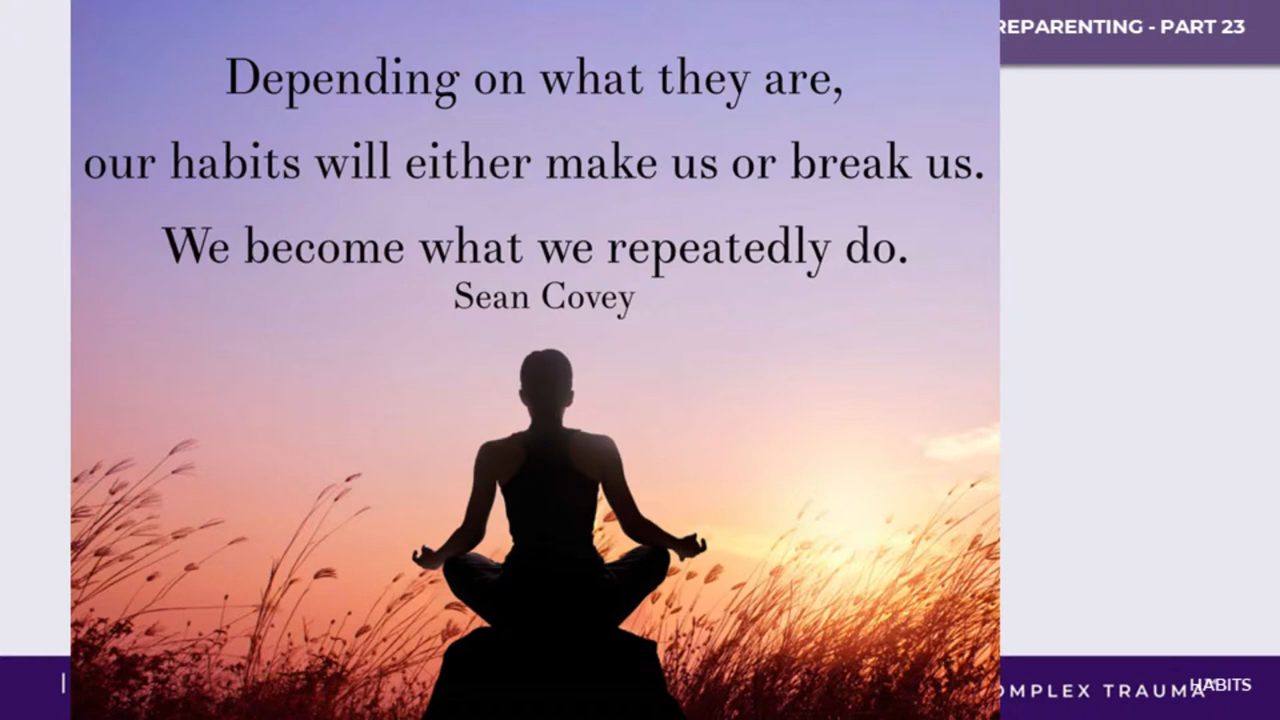 REPARENTING - PART 23
Depending on what they are,
our habits will either make us or break us.
We become what we repeatedly do.
Sean Covey
OMPLEX TRAUMA
HABITS